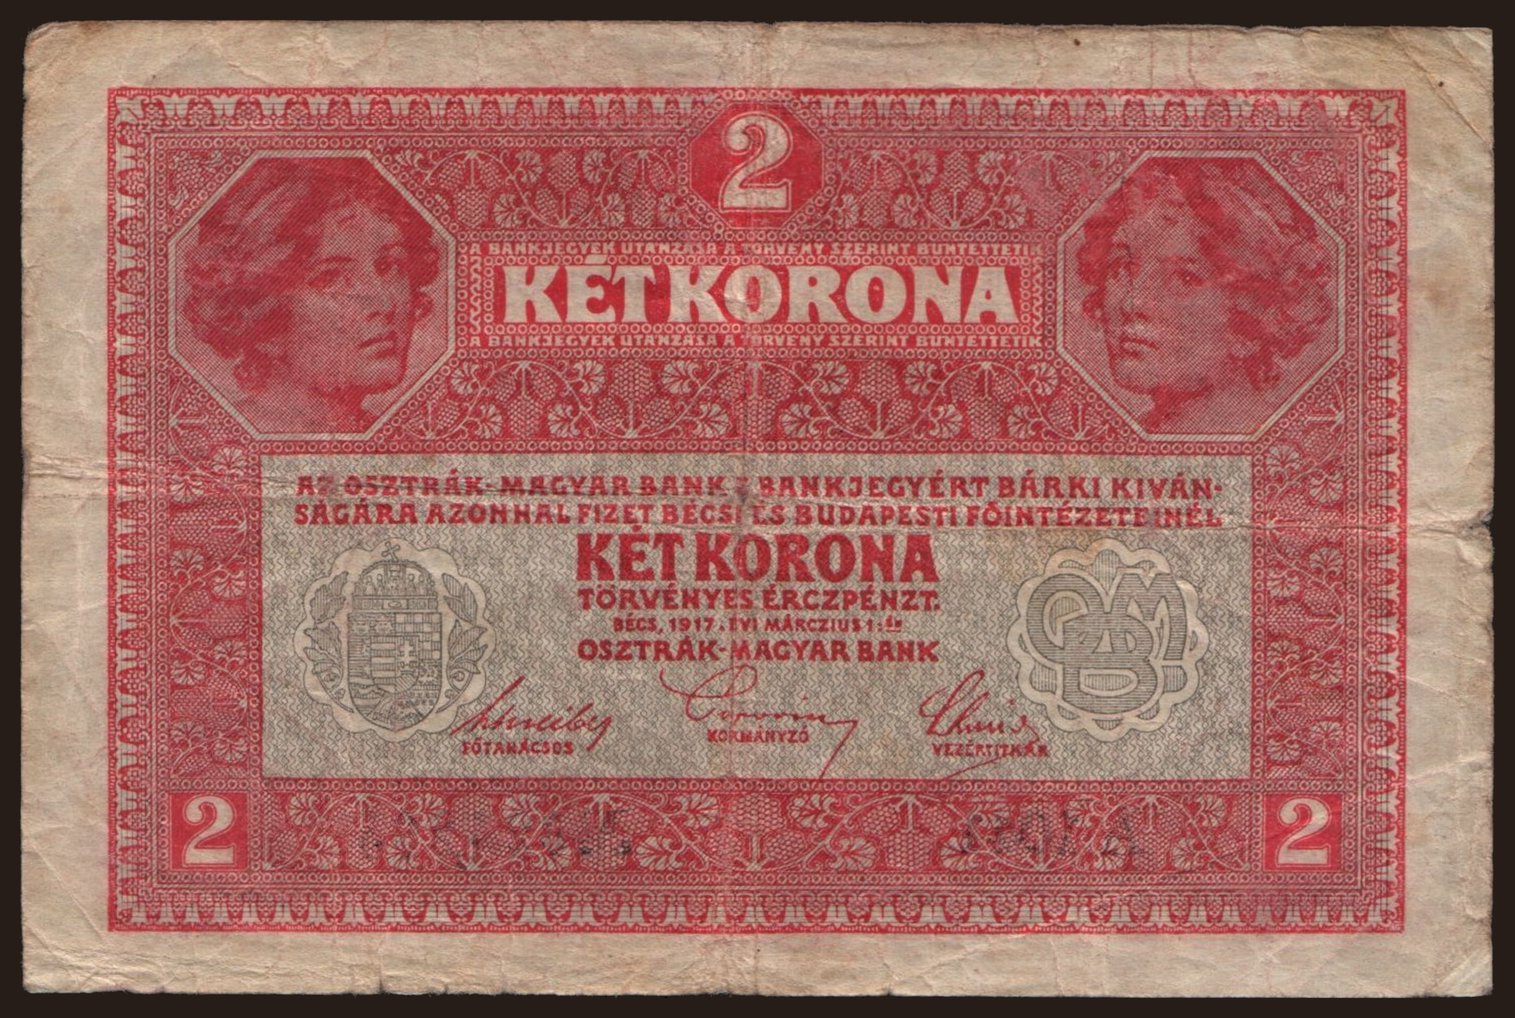 2
A BANKJEGYEK UTÁNZÁSA A TÖRVÉNY SZERINT BÜNTETTETIK
KÉT KORONA
A BANKJEGYEK UTÁNZÁSA A TÖRVÉNY SZERINT BÜNTETTETIK
AZ OSZTRÁK-MAGYAR BANK E BANKJEGYÉRT BÁRKI KIVÁN-
SÁGÁRA AZONNAL FIZET BÉCSI ÉS BUDAPESTI FŐINTÉZETEINÉL
KÉT KORONA
TÖRVÉNYES ÉRCZPÉNZT.
BÉCS, 1917. ÉVI MÁRCZIUS 1-ÉN
OSZTRÁK-MAGYAR BANK
FŐTANÁCSOS
KORMÁNYZÓ
VEZÉRTITKÁR
2
2